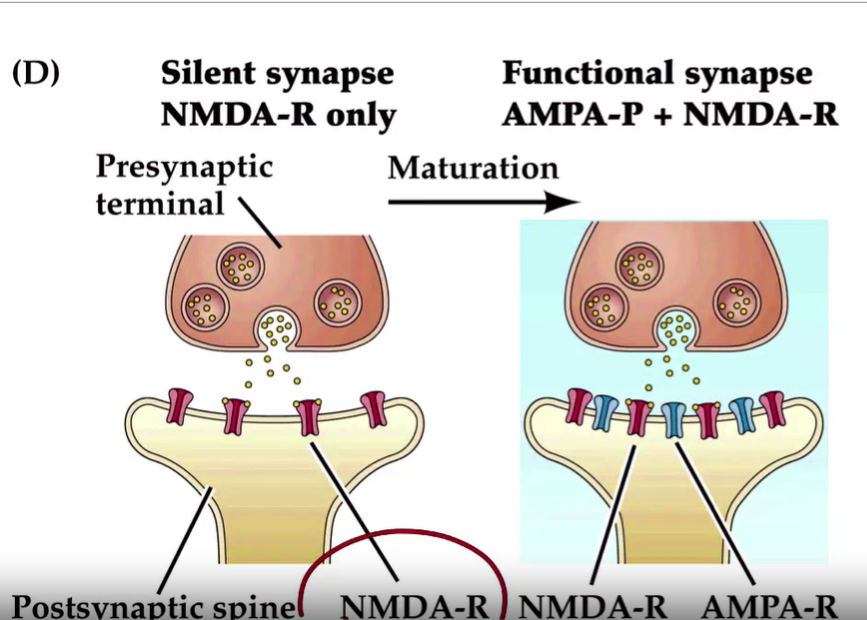 (D)
Silent synapse
NMDA-R only
Functional synapse
AMPA-P + NMDA-R
Presynaptic
terminal
Maturation
Postsynaptic spine
NMDA-R
NMDA-R
AMPA-R